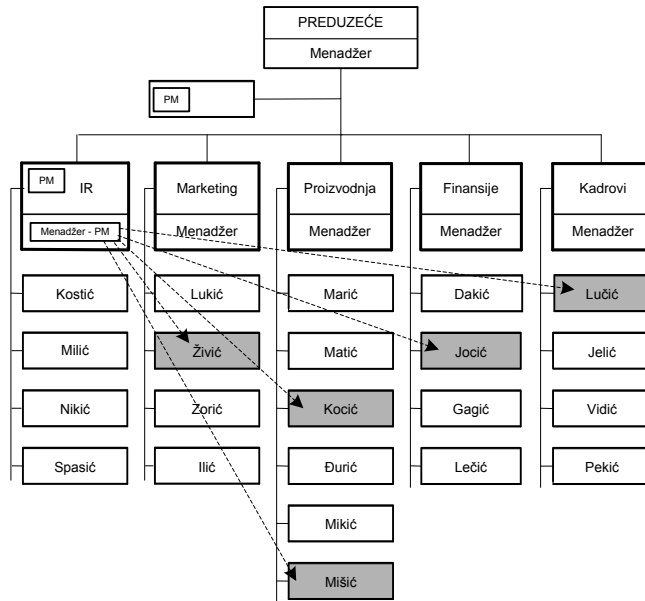 PREDUZEĆE
Menadžer
PM
PM
IR
Menadžer - PM
Marketing
Menadžer
Proizvodnja
Menadžer
Finansije
Menadžer
Kadrovi
Menadžer
Kostić
Lukić
Marić
Dakić
Lučić
Milić
Živić
Matić
Jocić
Jelić
Nikić
Zorić
Kocić
Gagić
Vidić
Spasić
Ilić
Đurić
Lečić
Pekić
Mikić
Mišić